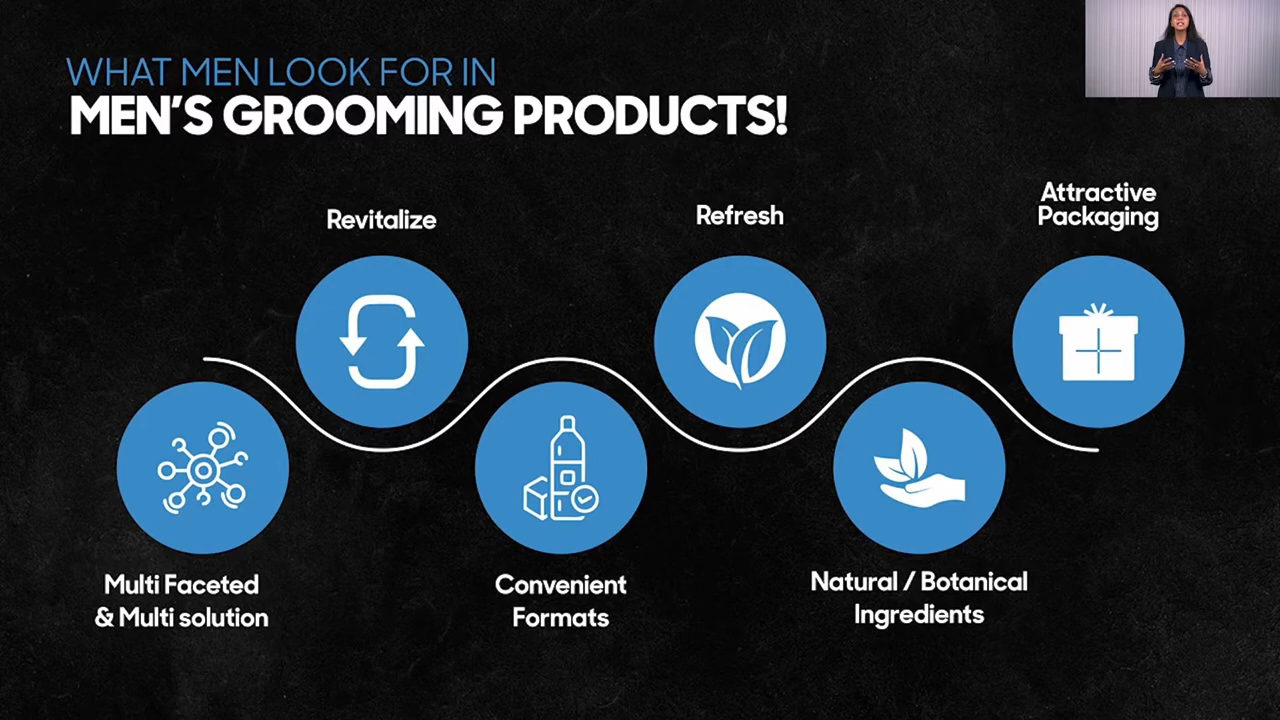 WHAT MEN LOOK FOR IN
MEN'S GROOMING PRODUCTS!
Revitalize
Refresh
Attractive
Packaging
Multi Faceted
& Multi solution
Convenient
Formats
Natural / Botanical
Ingredients